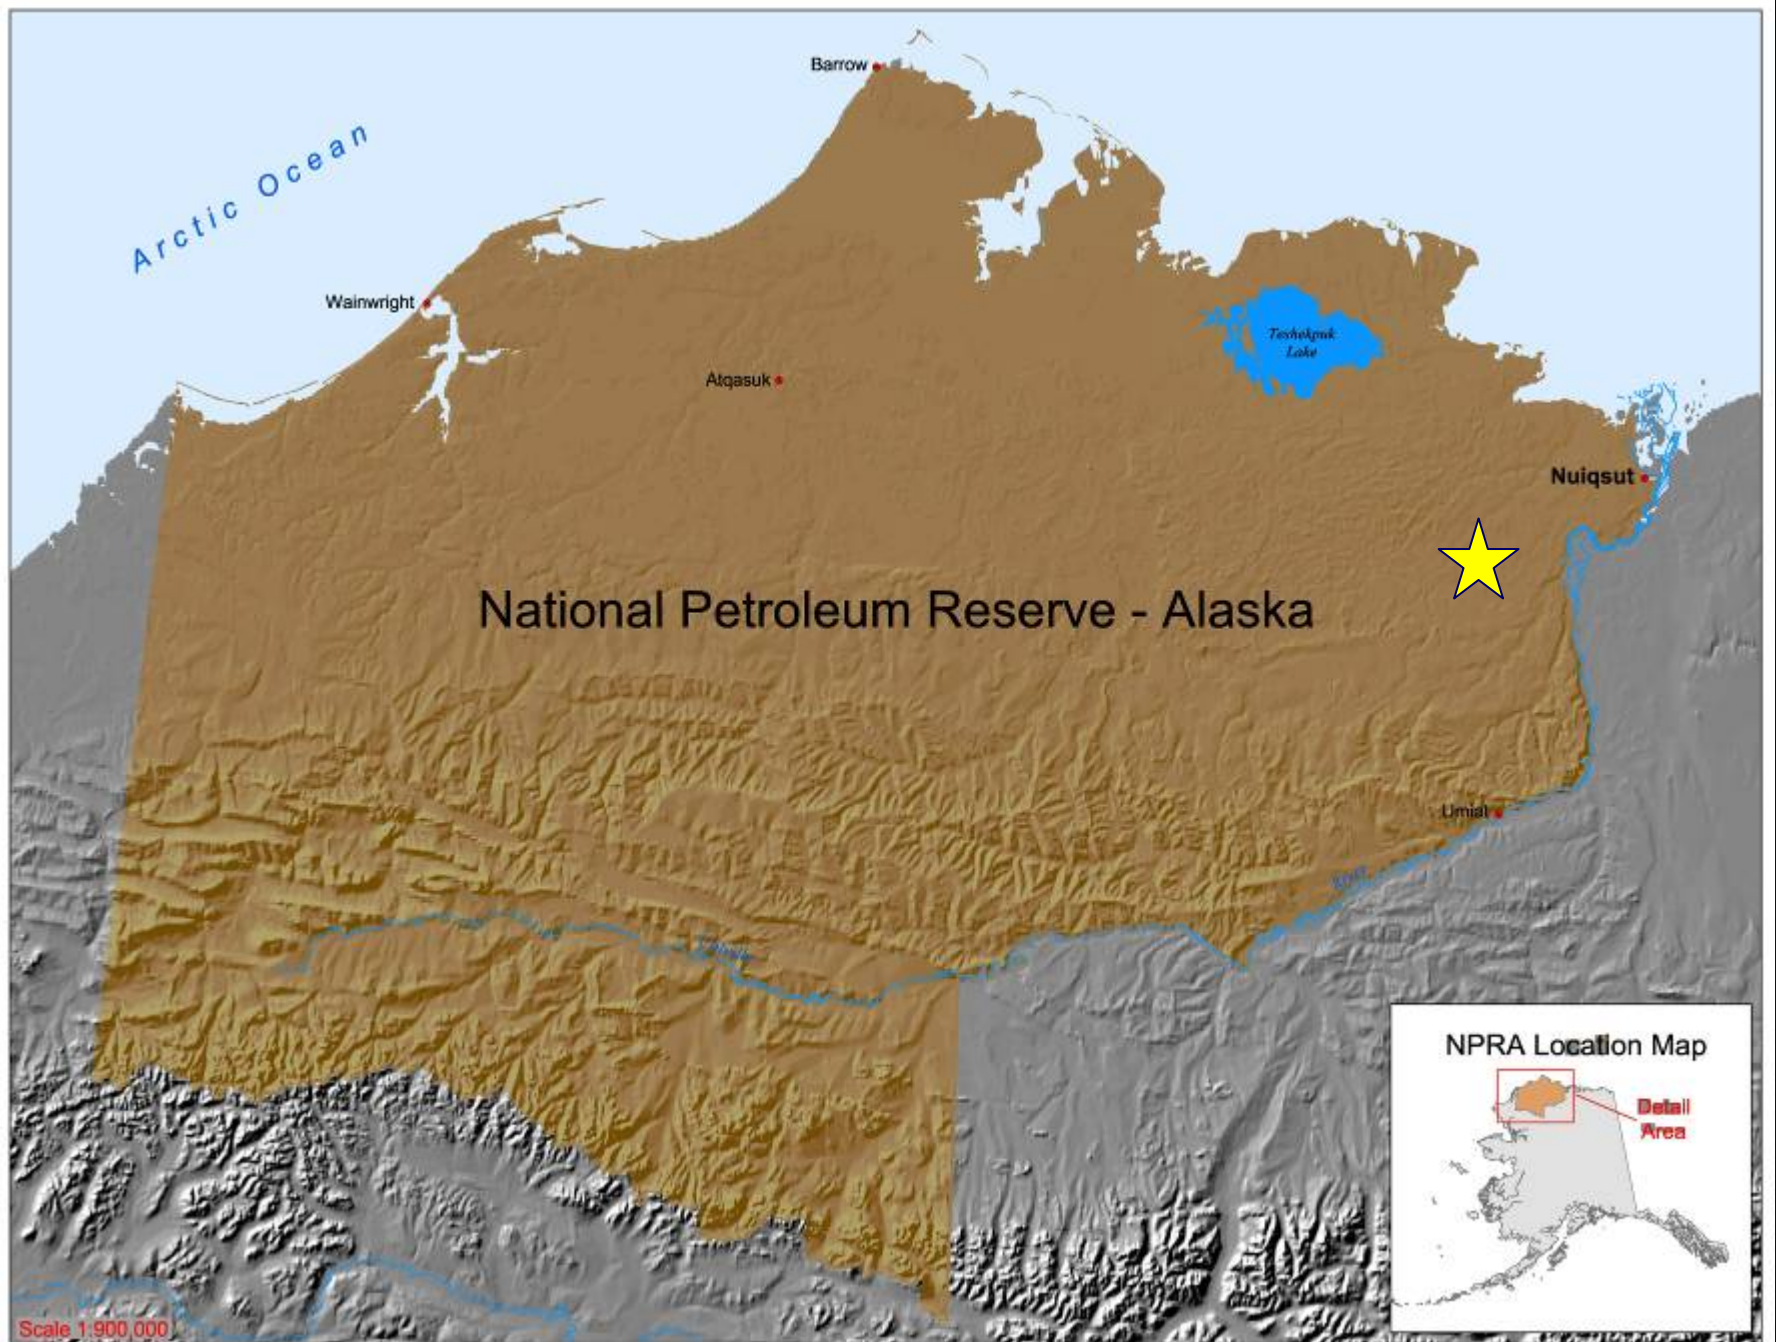 Barrow
Arctic Ocean
Wainwright
Teshekpuk
Lake
Atqasuk
Nuiqsut
National Petroleum Reserve - Alaska
Umiat
River
NPRA Location Map
Detail
Area
Scale 1:900,000